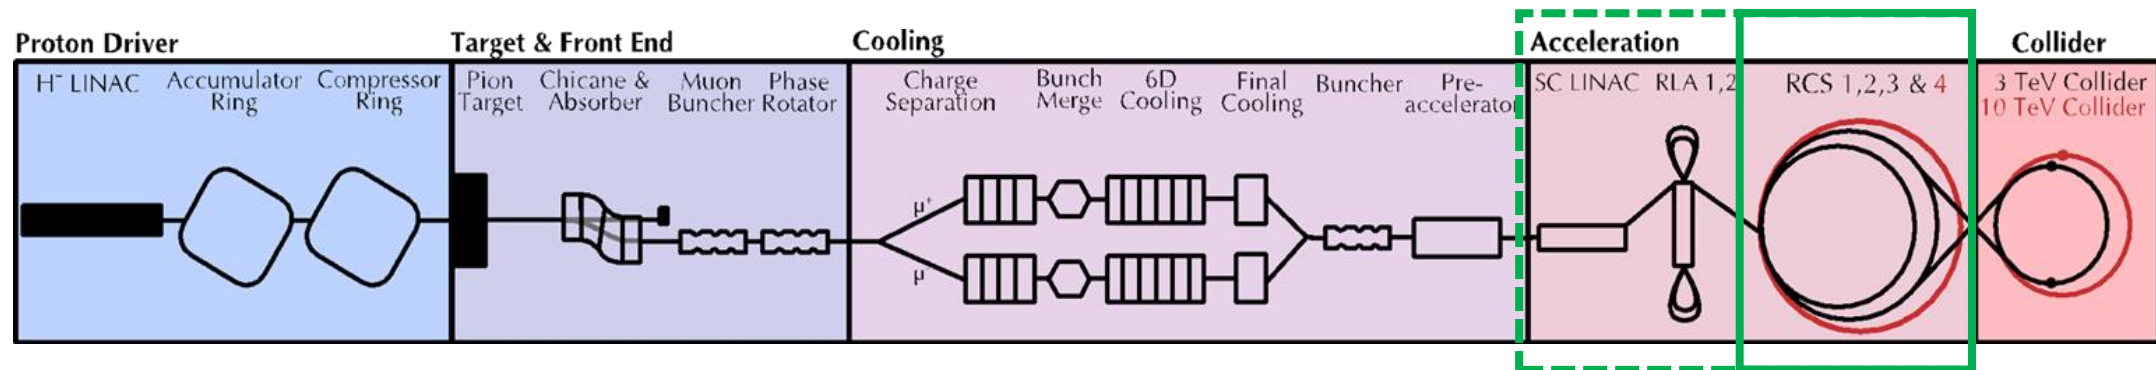 Proton Driver
Target & Front End
Cooling
Acceleration
Collider
H⁻ LINAC
Accumulator
Ring
Compressor
Ring
Pion
Target
Chicane &
Absorber
Muon
Buncher
Phase
Rotator
Charge
Separation
Bunch
Merge
6D
Cooling
Final
Cooling
Buncher
Pre-
accelerator
SC LINAC
RLA 1,2
RCS 1,2,3 & 4
3 TeV Collider
10 TeV Collider
μ⁺
μ⁻